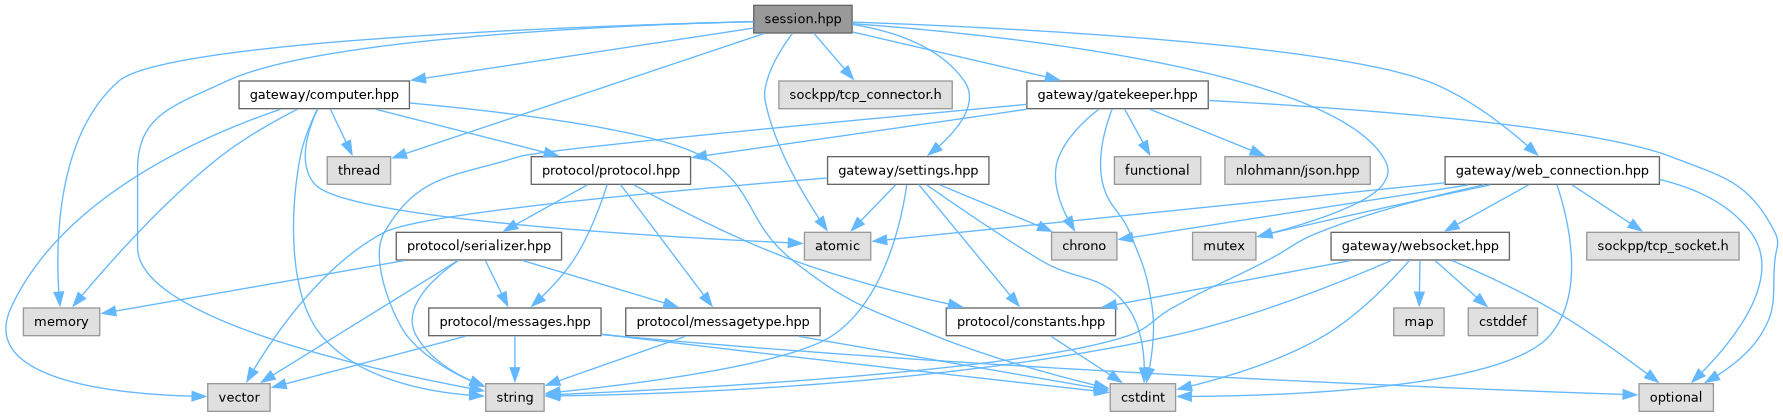 session.hpp
gateway/computer.hpp
sockpp/tcp_connector.h
gateway/gatekeeper.hpp
thread
protocol/protocol.hpp
gateway/settings.hpp
functional
nlohmann/json.hpp
gateway/web_connection.hpp
protocol/serializer.hpp
atomic
chrono
mutex
gateway/websocket.hpp
sockpp/tcp_socket.h
memory
protocol/messages.hpp
protocol/messagetype.hpp
protocol/constants.hpp
map
cstddef
vector
string
cstdint
optional